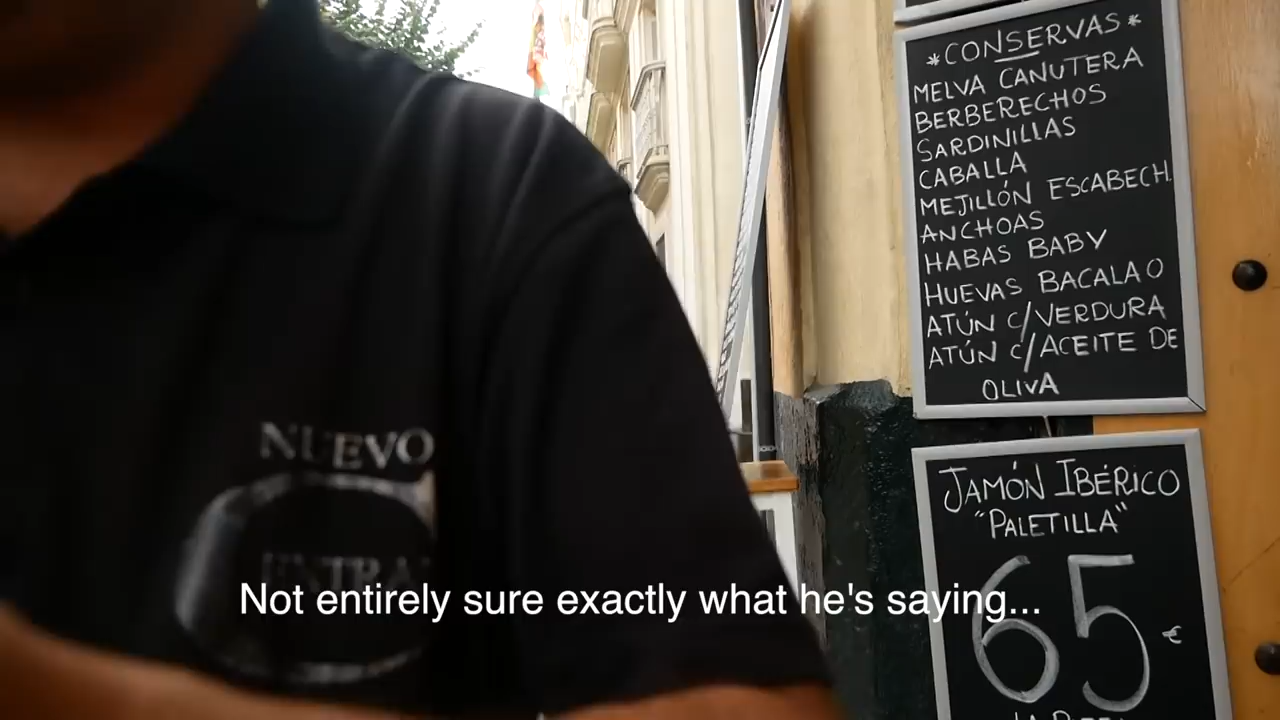 *CONSERVAS*
MELVA CANUTERA
BERBERECHOS
SARDINILLAS
CABALLA
MEJILLÓN ESCABECH.
ANCHOAS
HABAS BABY
HUEVAS BACALAO
ATÚN C/VERDURA
ATÚN C/ACEITE DE
OLIVA
JAMÓN IBÉRICO
"PALETILLA"
65 €
NUEVO
Not entirely sure exactly what he's saying...